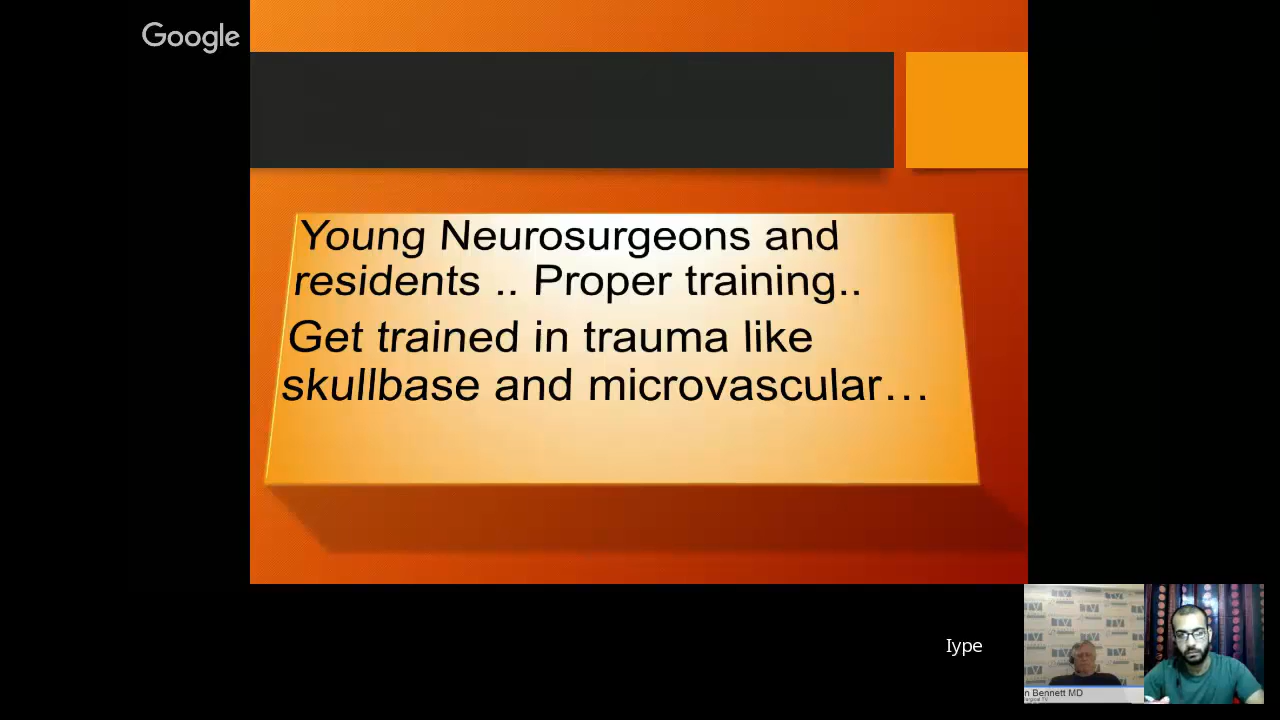 Google
Young Neurosurgeons and
residents .. Proper training..
Get trained in trauma like
skullbase and microvascular…
Iype
n Bennett MD